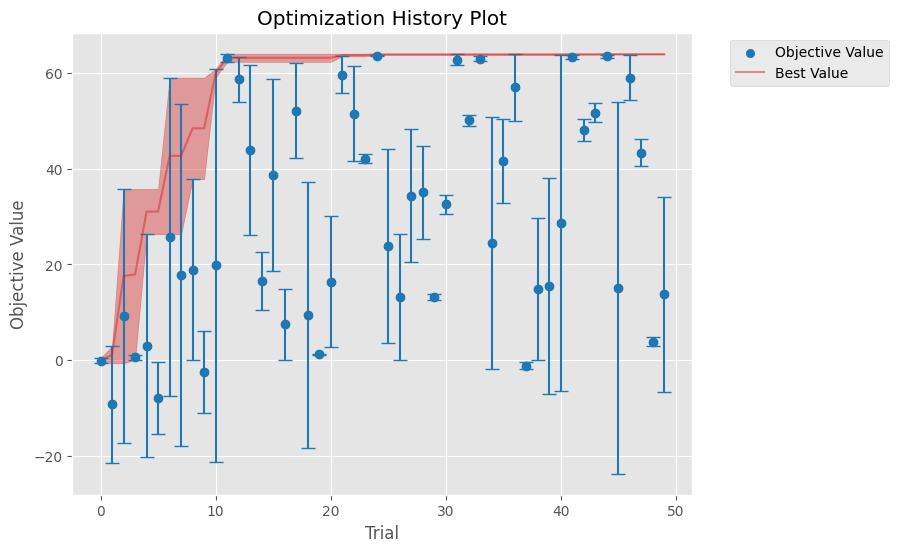 Optimization History Plot
Objective Value
Best Value
Objective Value
60
40
20
0
−20
0 10 20 30 40 50
Trial